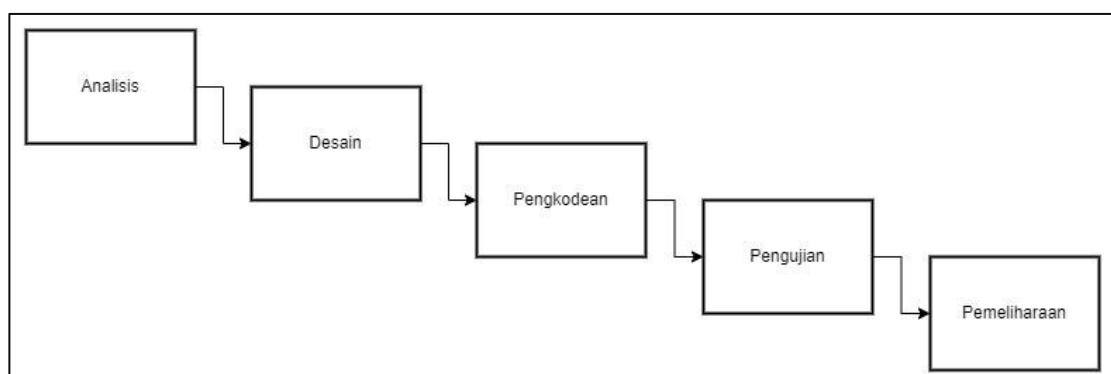 Analisis
Desain
Pengkodean
Pengujian
Pemeliharaan